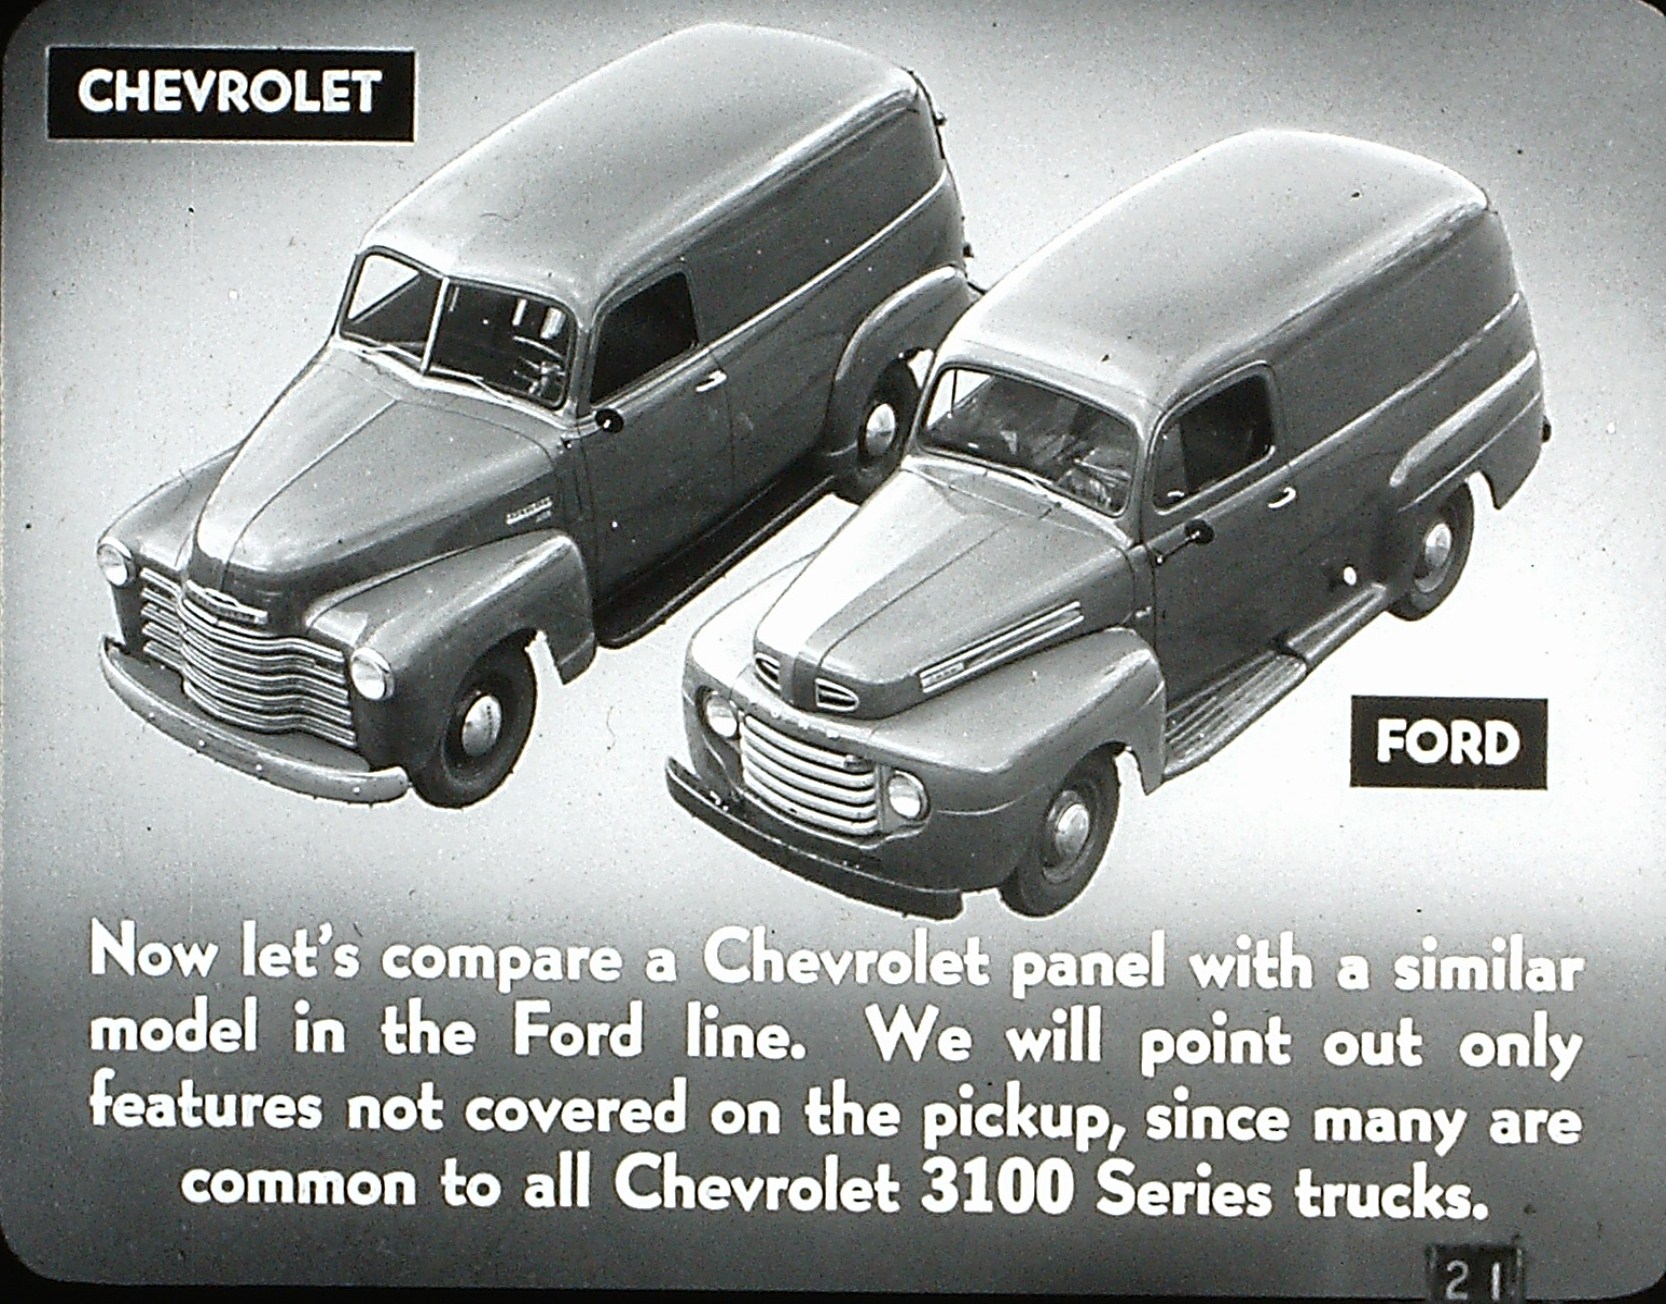 CHEVROLET
FORD
Now let's compare a Chevrolet panel with a similar
model in the Ford line. We will point out only
features not covered on the pickup, since many are
common to all Chevrolet 3100 Series trucks.
21